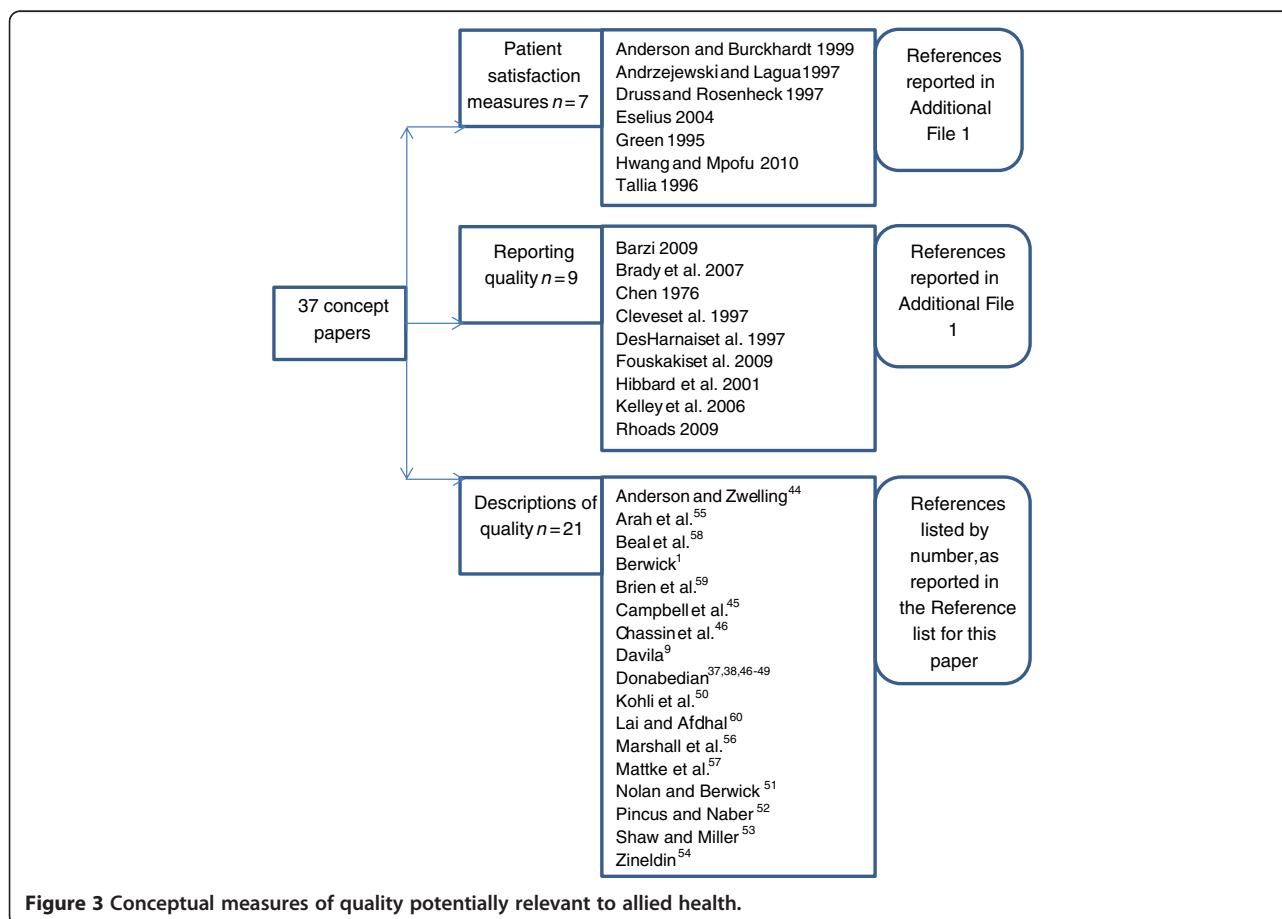 Patient
satisfaction
measures n=7
Anderson and Burckhardt 1999
Andrzejewski and Lagua1997
Druss and Rosenheck 1997
Eselius 2004
Green 1995
Hwang and Mpofu 2010
Tallia 1996
References
reported in
Additional
File 1
37 concept
papers
Reporting
quality n=9
Barzi 2009
Brady et al. 2007
Chen 1976
Cleveset al. 1997
DesHarnaiset al. 1997
Fouskakiset al. 2009
Hibbard et al. 2001
Kelley et al. 2006
Rhoads 2009
References
reported in
Additional File
1
Descriptions of
quality n=21
Anderson and Zwelling44
Arah et al.55
Beal et al.58
Berwick1
Brien et al.59
Campbell et al.45
Chassin et al.46
Davila9
Donabedian37,38,46-49
Kohli et al.50
Lai and Afdhal 60
Marshall et al.56
Mattke et al.57
Nolan and Berwick 51
Pincus and Naber 52
Shaw and Miller 53
Zineldin 54
References
listed by
number,as
reported in
the Reference
list for this
paper
Figure 3 Conceptual measures of quality potentially relevant to allied health.